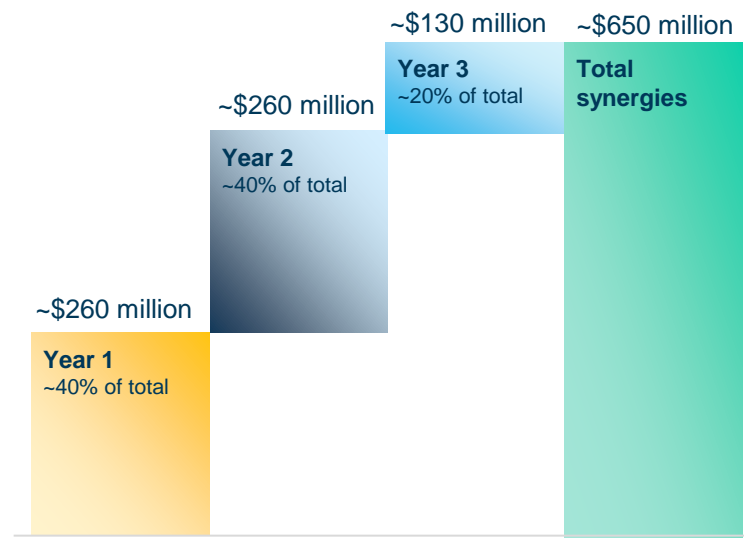 ~$130 million
~$650 million
Year 3
~20% of total
Total
synergies
~$260 million
Year 2
~40% of total
~$260 million
Year 1
~40% of total